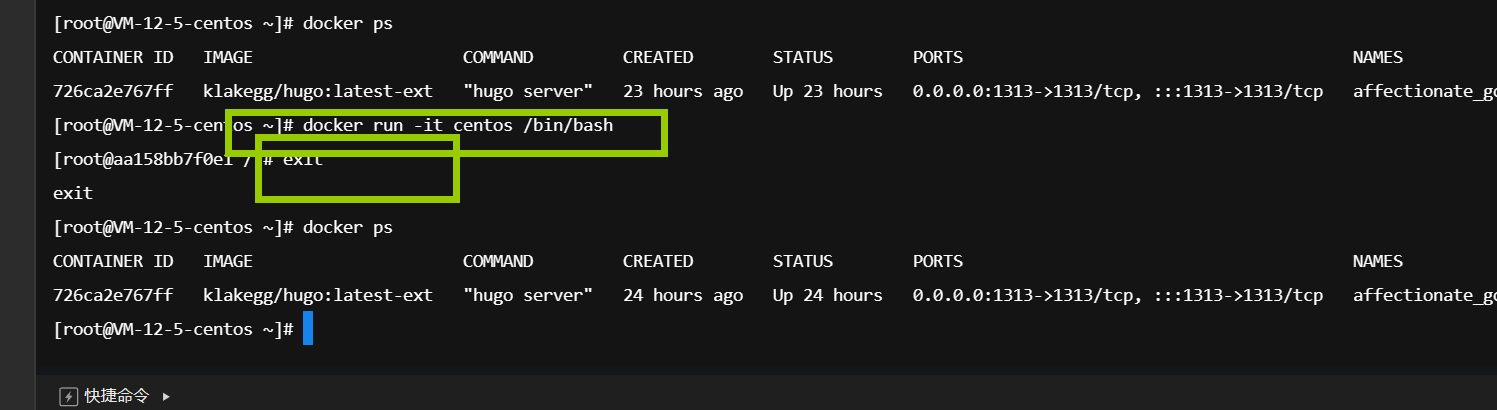 [root@VM-12-5-centos ~]# docker ps
CONTAINER ID IMAGE COMMAND CREATED STATUS PORTS NAMES
726ca2e767ff klakegg/hugo:latest-ext "hugo server" 23 hours ago Up 23 hours 0.0.0.0:1313->1313/tcp, :::1313->1313/tcp affectionate_go
[root@VM-12-5-centos ~]# docker run -it centos /bin/bash
[root@aa158bb7f0e1 /]# exit
exit
[root@VM-12-5-centos ~]# docker ps
CONTAINER ID IMAGE COMMAND CREATED STATUS PORTS NAMES
726ca2e767ff klakegg/hugo:latest-ext "hugo server" 24 hours ago Up 24 hours 0.0.0.0:1313->1313/tcp, :::1313->1313/tcp affectionate_go
[root@VM-12-5-centos ~]#
快捷命令